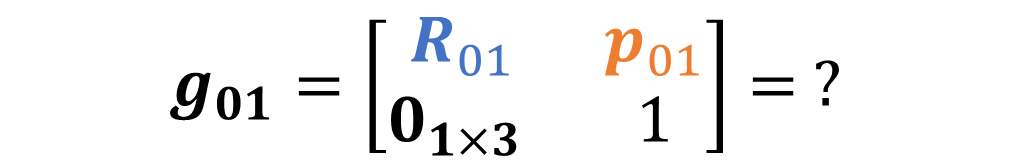 g₀₁ = [ R₀₁ p₀₁
0₁×₃ 1 ] = ?